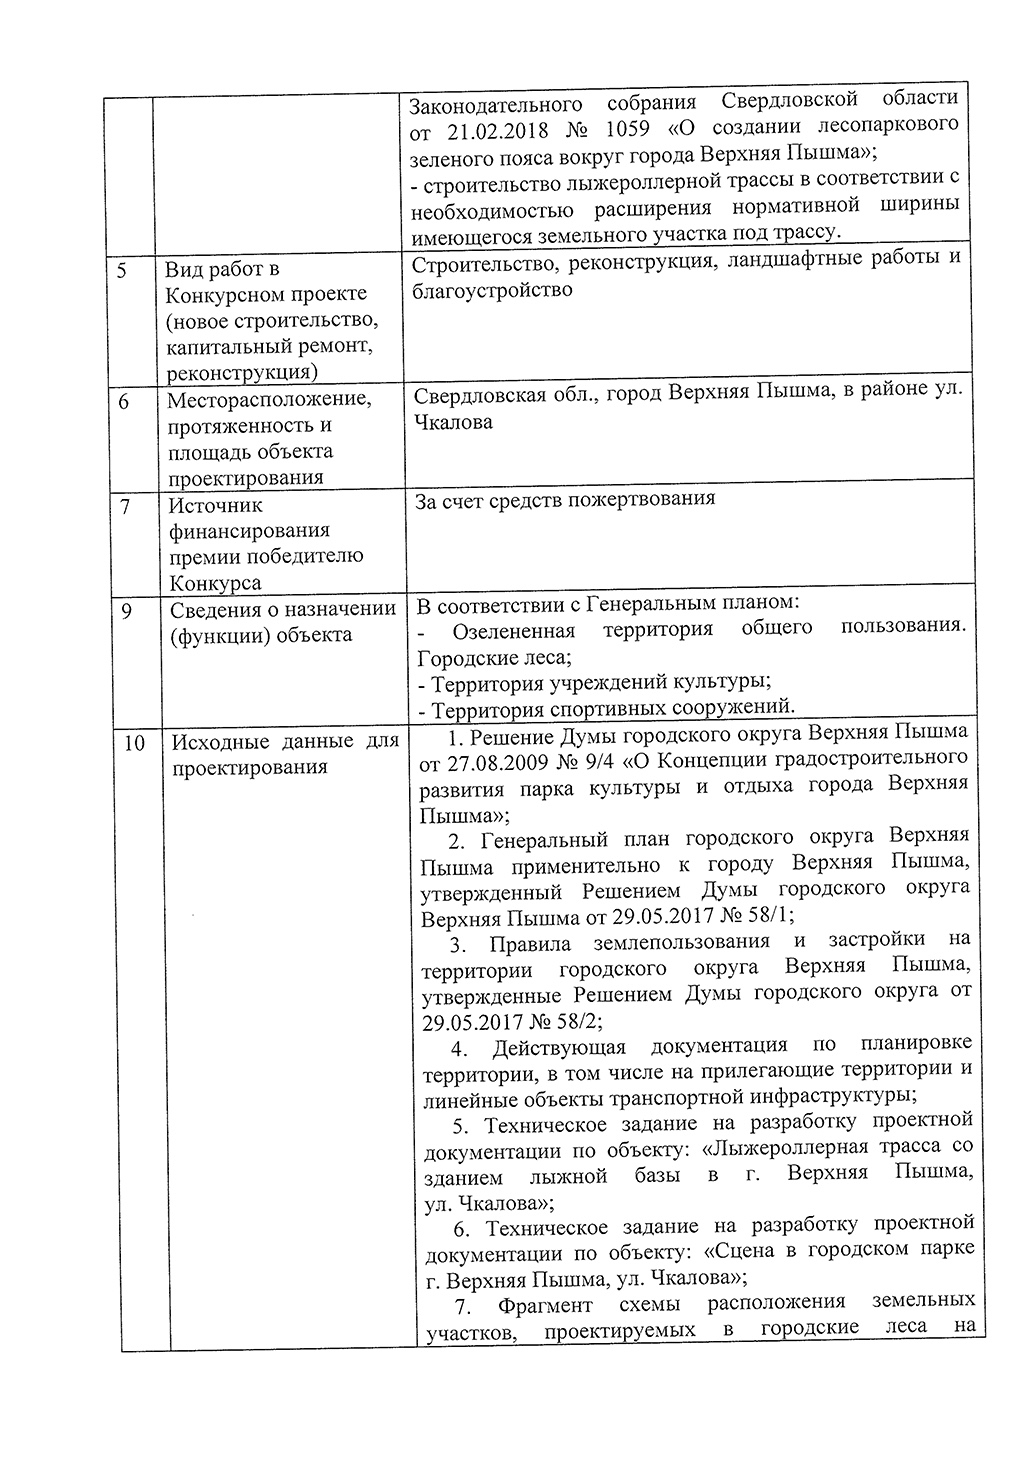 Законодательного собрания Свердловской области
от 21.02.2018 № 1059 «О создании лесопаркового
зеленого пояса вокруг города Верхняя Пышма»;
- строительство лыжероллерной трассы в соответствии с
необходимостью расширения нормативной ширины
имеющегося земельного участка под трассу.
5
Вид работ в
Конкурсном проекте
(новое строительство,
капитальный ремонт,
реконструкция)
Строительство, реконструкция, ландшафтные работы и
благоустройство
6
Месторасположение,
протяженность и
площадь объекта
проектирования
Свердловская обл., город Верхняя Пышма, в районе ул.
Чкалова
7
Источник
финансирования
премии победителю
Конкурса
За счет средств пожертвования
9
Сведения о назначении
(функции) объекта
В соответствии с Генеральным планом:
- Озелененная территория общего пользования.
Городские леса;
- Территория учреждений культуры;
- Территория спортивных сооружений.
10
Исходные данные для
проектирования
1. Решение Думы городского округа Верхняя Пышма
от 27.08.2009 № 9/4 «О Концепции градостроительного
развития парка культуры и отдыха города Верхняя
Пышма»;
2. Генеральный план городского округа Верхняя
Пышма применительно к городу Верхняя Пышма,
утвержденный Решением Думы городского округа
Верхняя Пышма от 29.05.2017 № 58/1;
3. Правила землепользования и застройки на
территории городского округа Верхняя Пышма,
утвержденные Решением Думы городского округа от
29.05.2017 № 58/2;
4. Действующая документация по планировке
территории, в том числе на прилегающие территории и
линейные объекты транспортной инфраструктуры;
5. Техническое задание на разработку проектной
документации по объекту: «Лыжероллерная трасса со
зданием лыжной базы в г. Верхняя Пышма,
ул. Чкалова»;
6. Техническое задание на разработку проектной
документации по объекту: «Сцена в городском парке
г. Верхняя Пышма, ул. Чкалова»;
7. Фрагмент схемы расположения земельных
участков, проектируемых в городские леса на